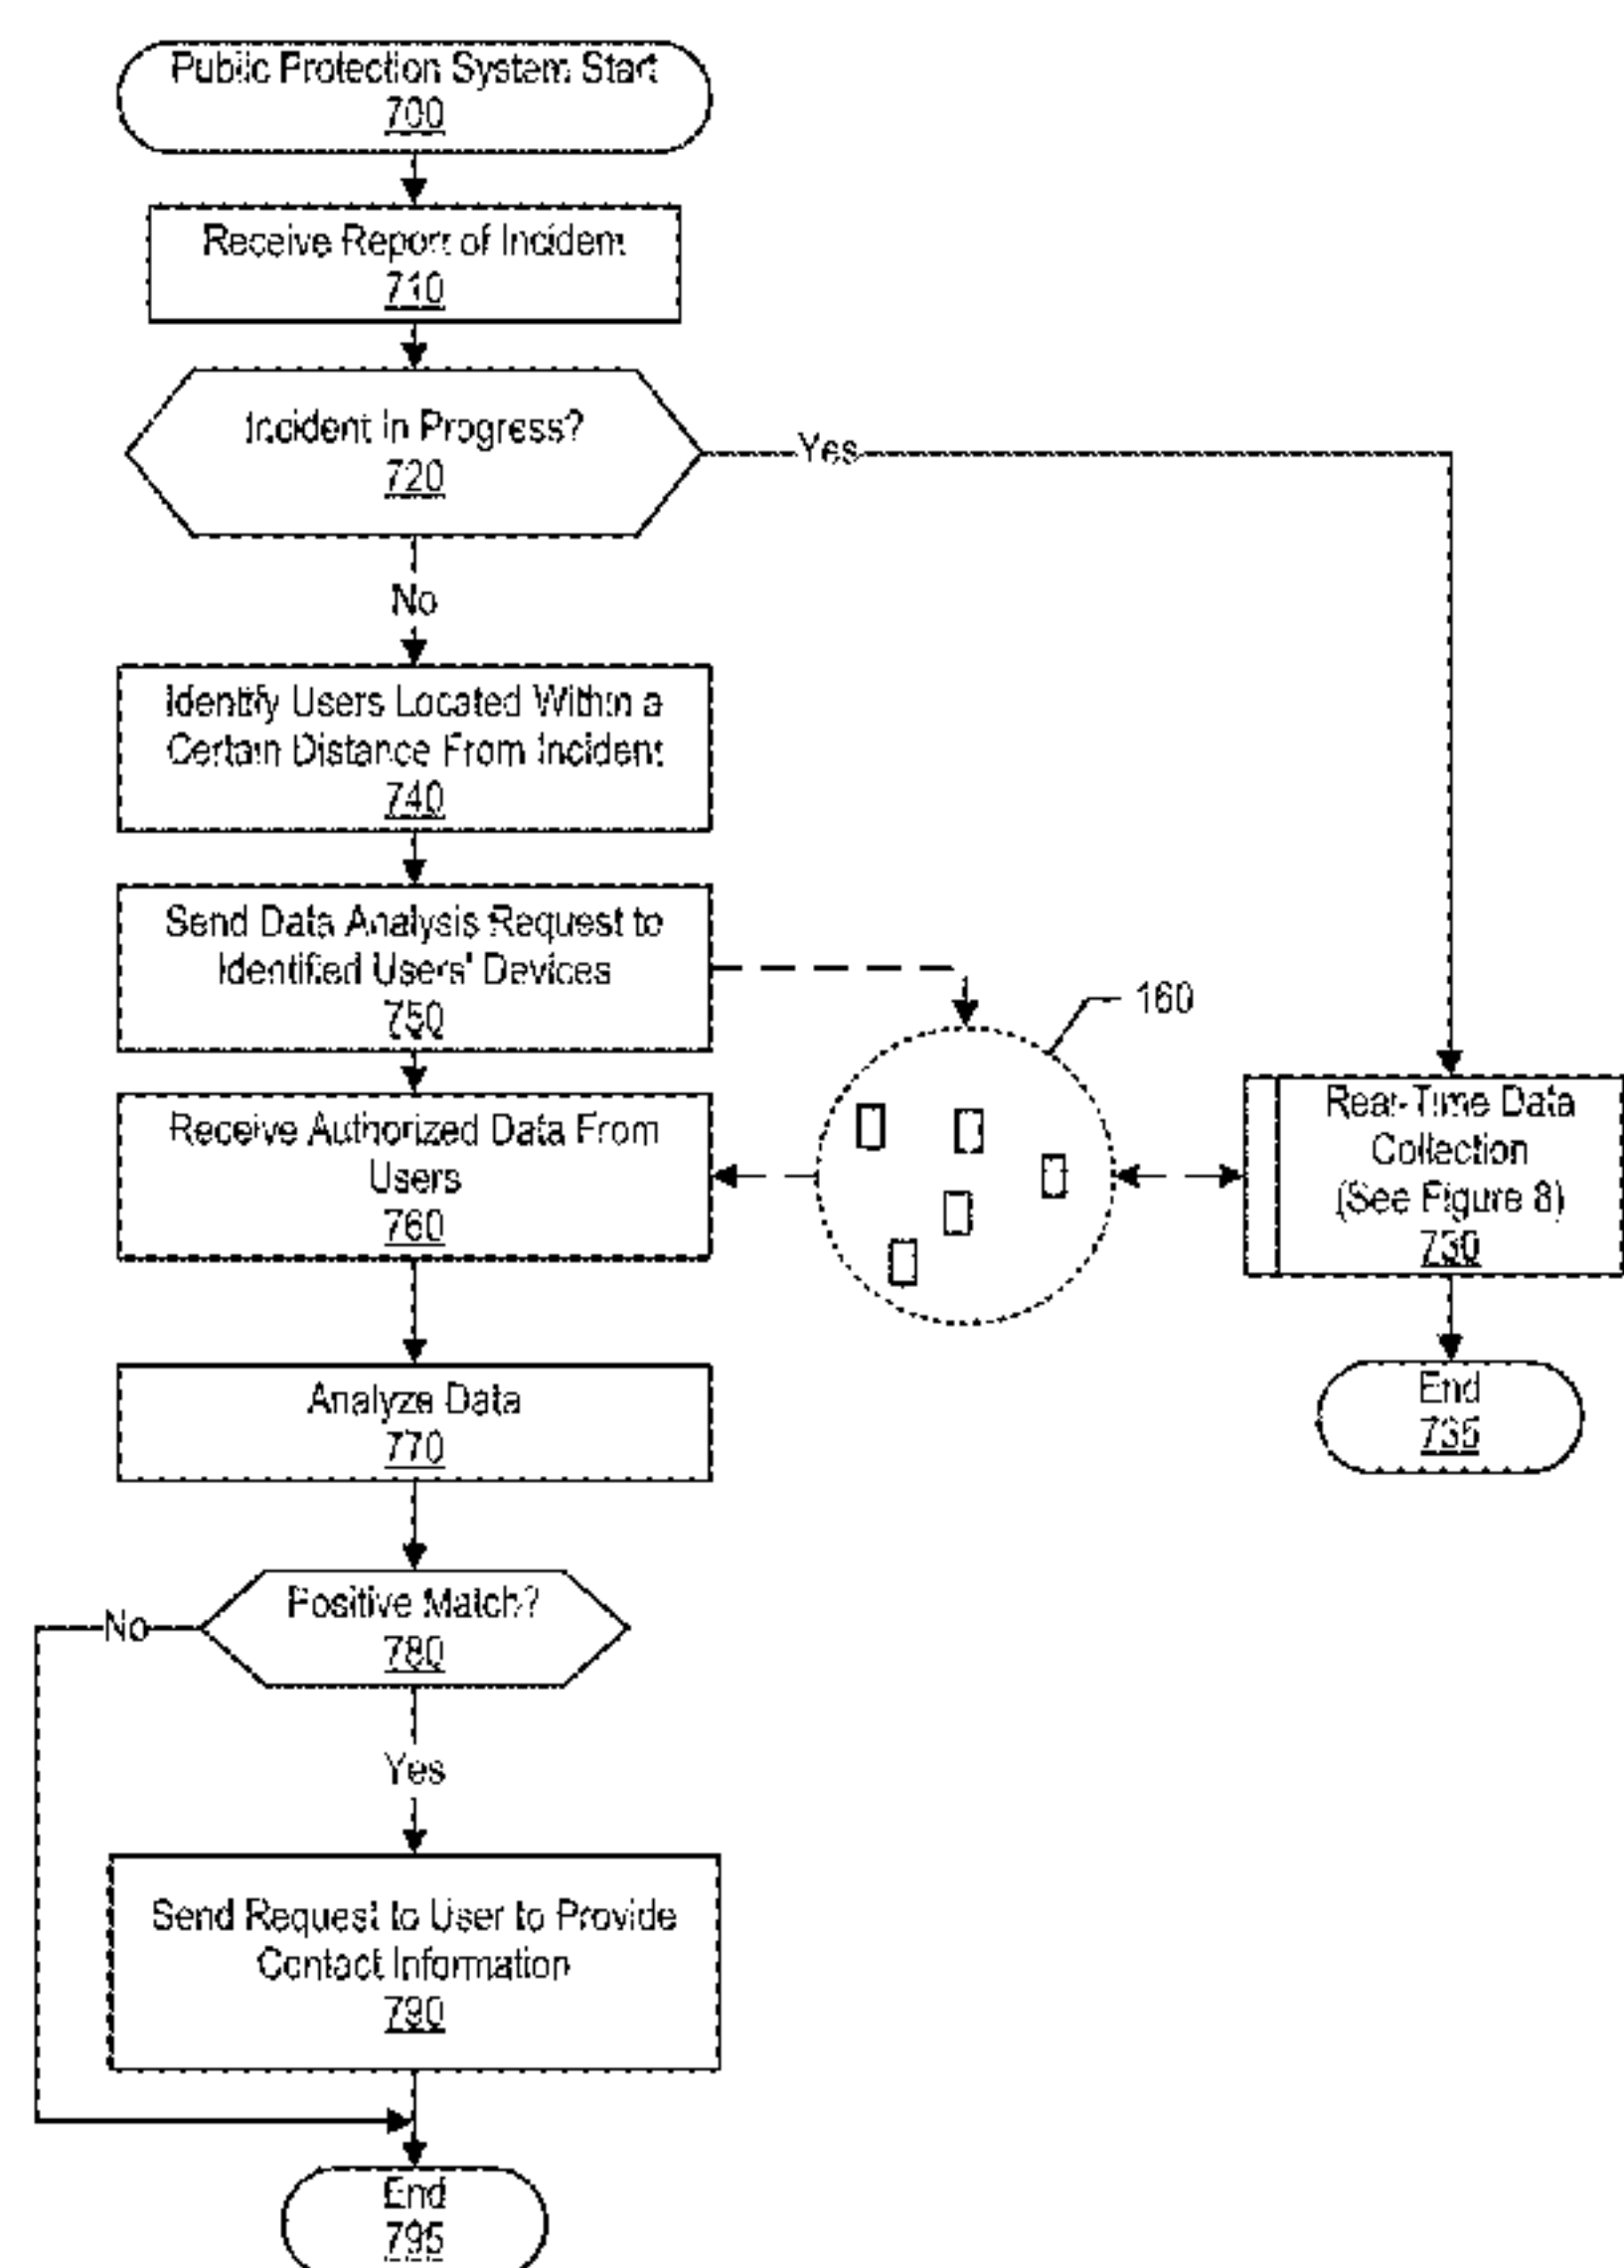 Public Protection System Start
700
Receive Report of Incident
710
Incident In Progress?
720
Yes
No
Identify Users Located Within a
Certain Distance From Incident
740
Send Data Analysis Request to
Identified Users' Devices
750
160
Receive Authorized Data From
Users
760
Real-Time Data
Collection
(See Figure 8)
730
End
735
Analyze Data
770
Positive Match?
780
No
Yes
Send Request to User to Provide
Contact Information
790
End
795